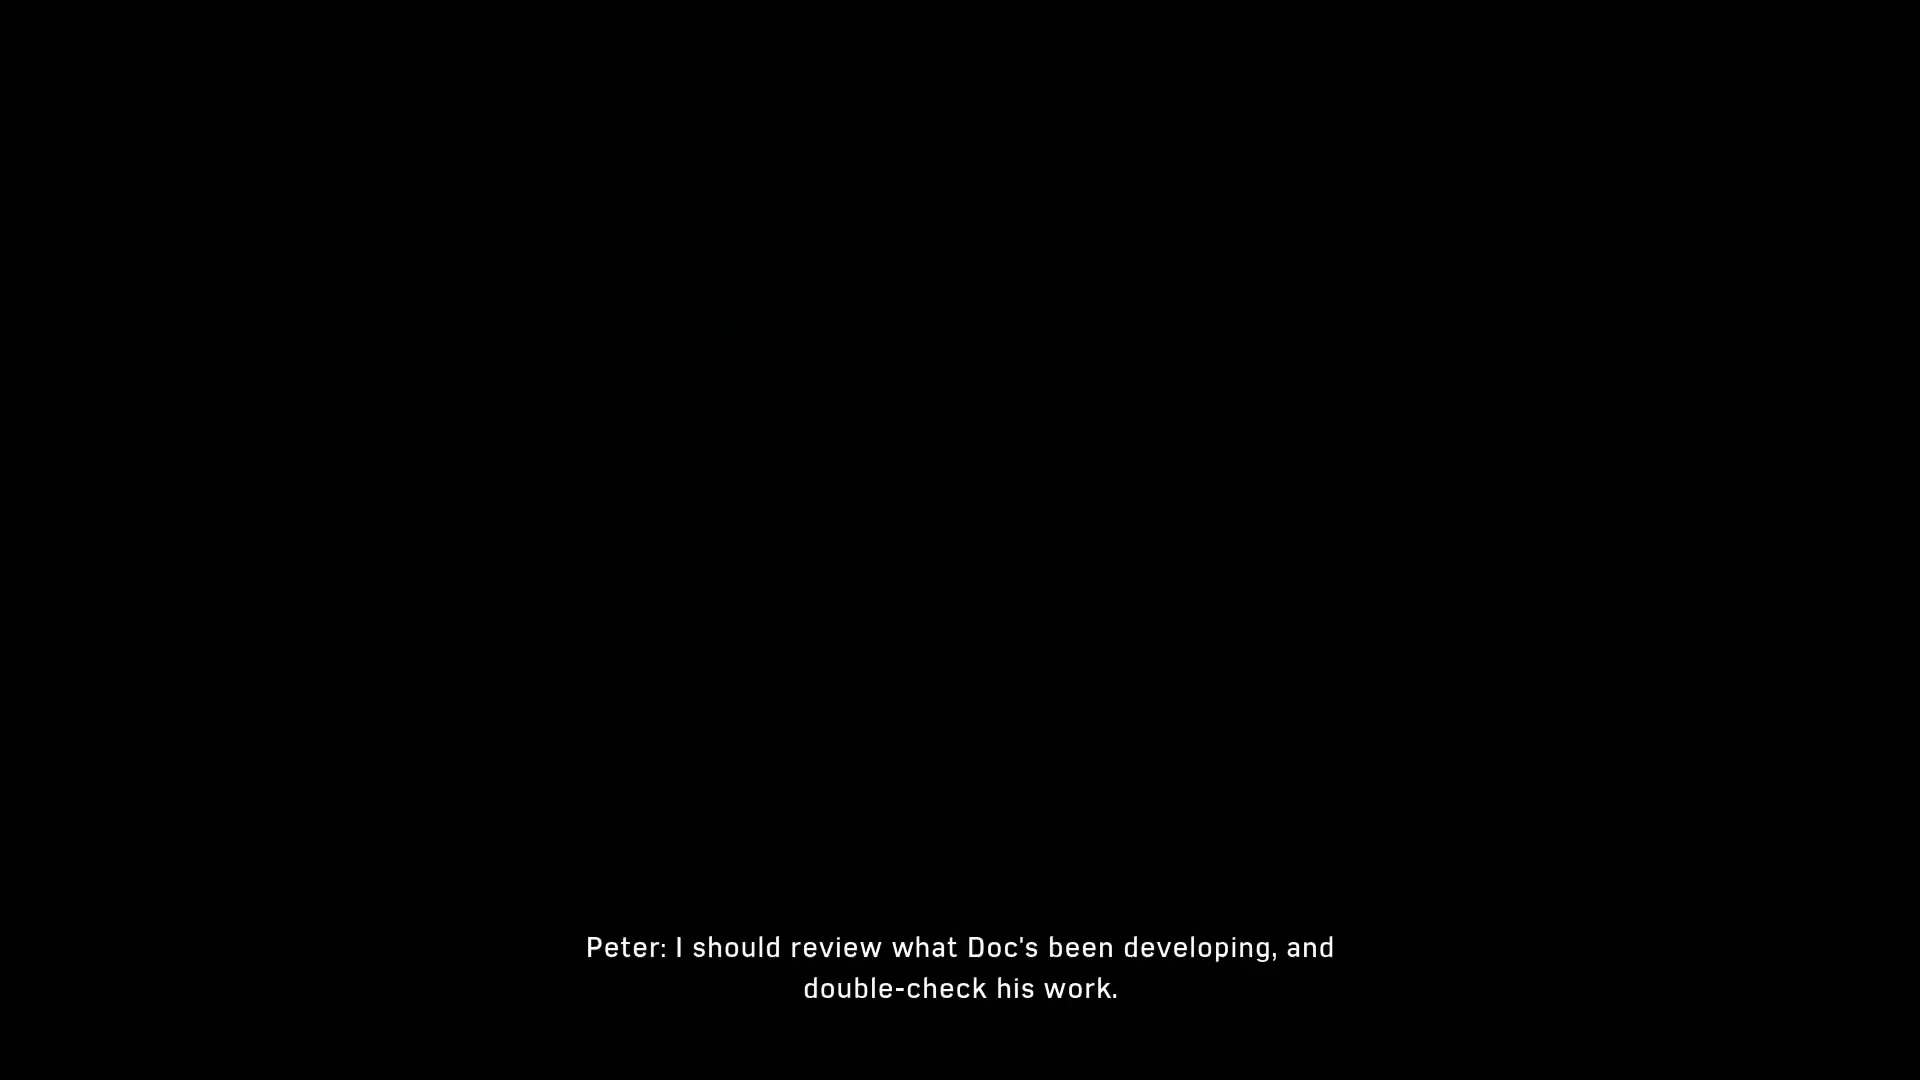 Peter: I should review what Doc's been developing, and
double-check his work.